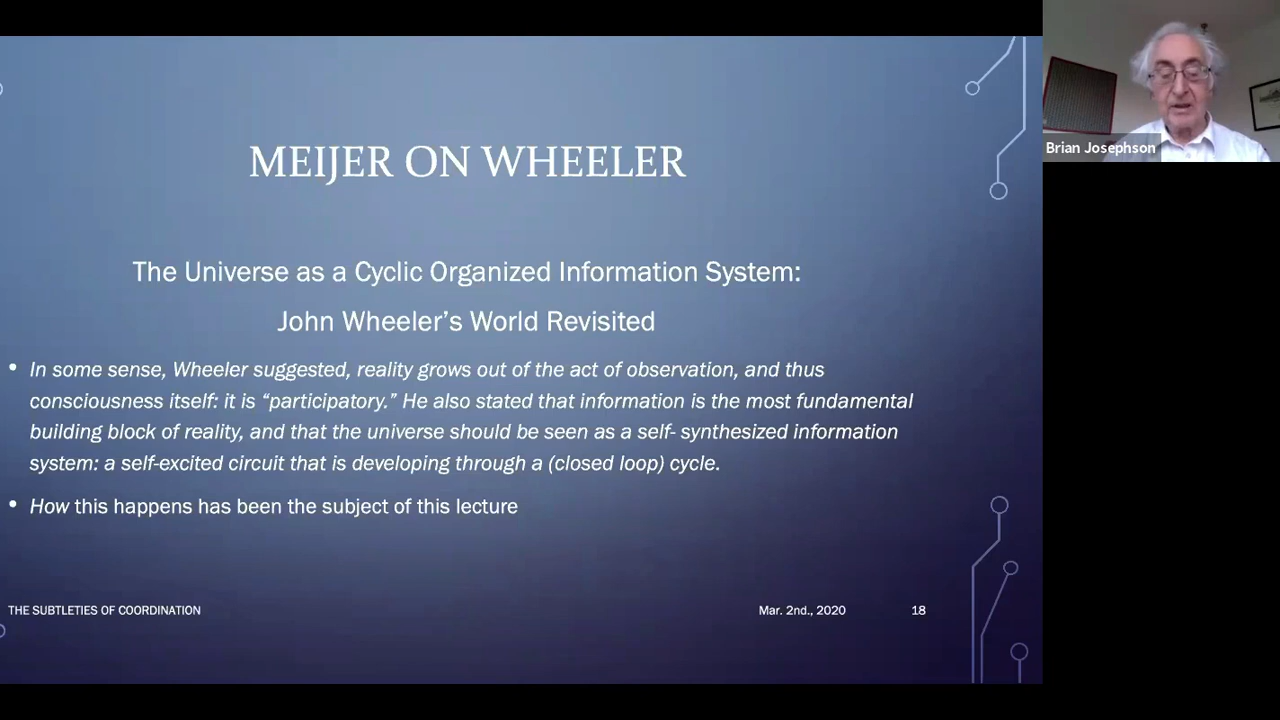 MEIJER ON WHEELER
The Universe as a Cyclic Organized Information System:
John Wheeler’s World Revisited
• In some sense, Wheeler suggested, reality grows out of the act of observation, and thus
consciousness itself: it is “participatory.” He also stated that information is the most fundamental
building block of reality, and that the universe should be seen as a self- synthesized information
system: a self-excited circuit that is developing through a (closed loop) cycle.
• How this happens has been the subject of this lecture
THE SUBTLETIES OF COORDINATION Mar. 2nd., 2020 18
Brian Josephson